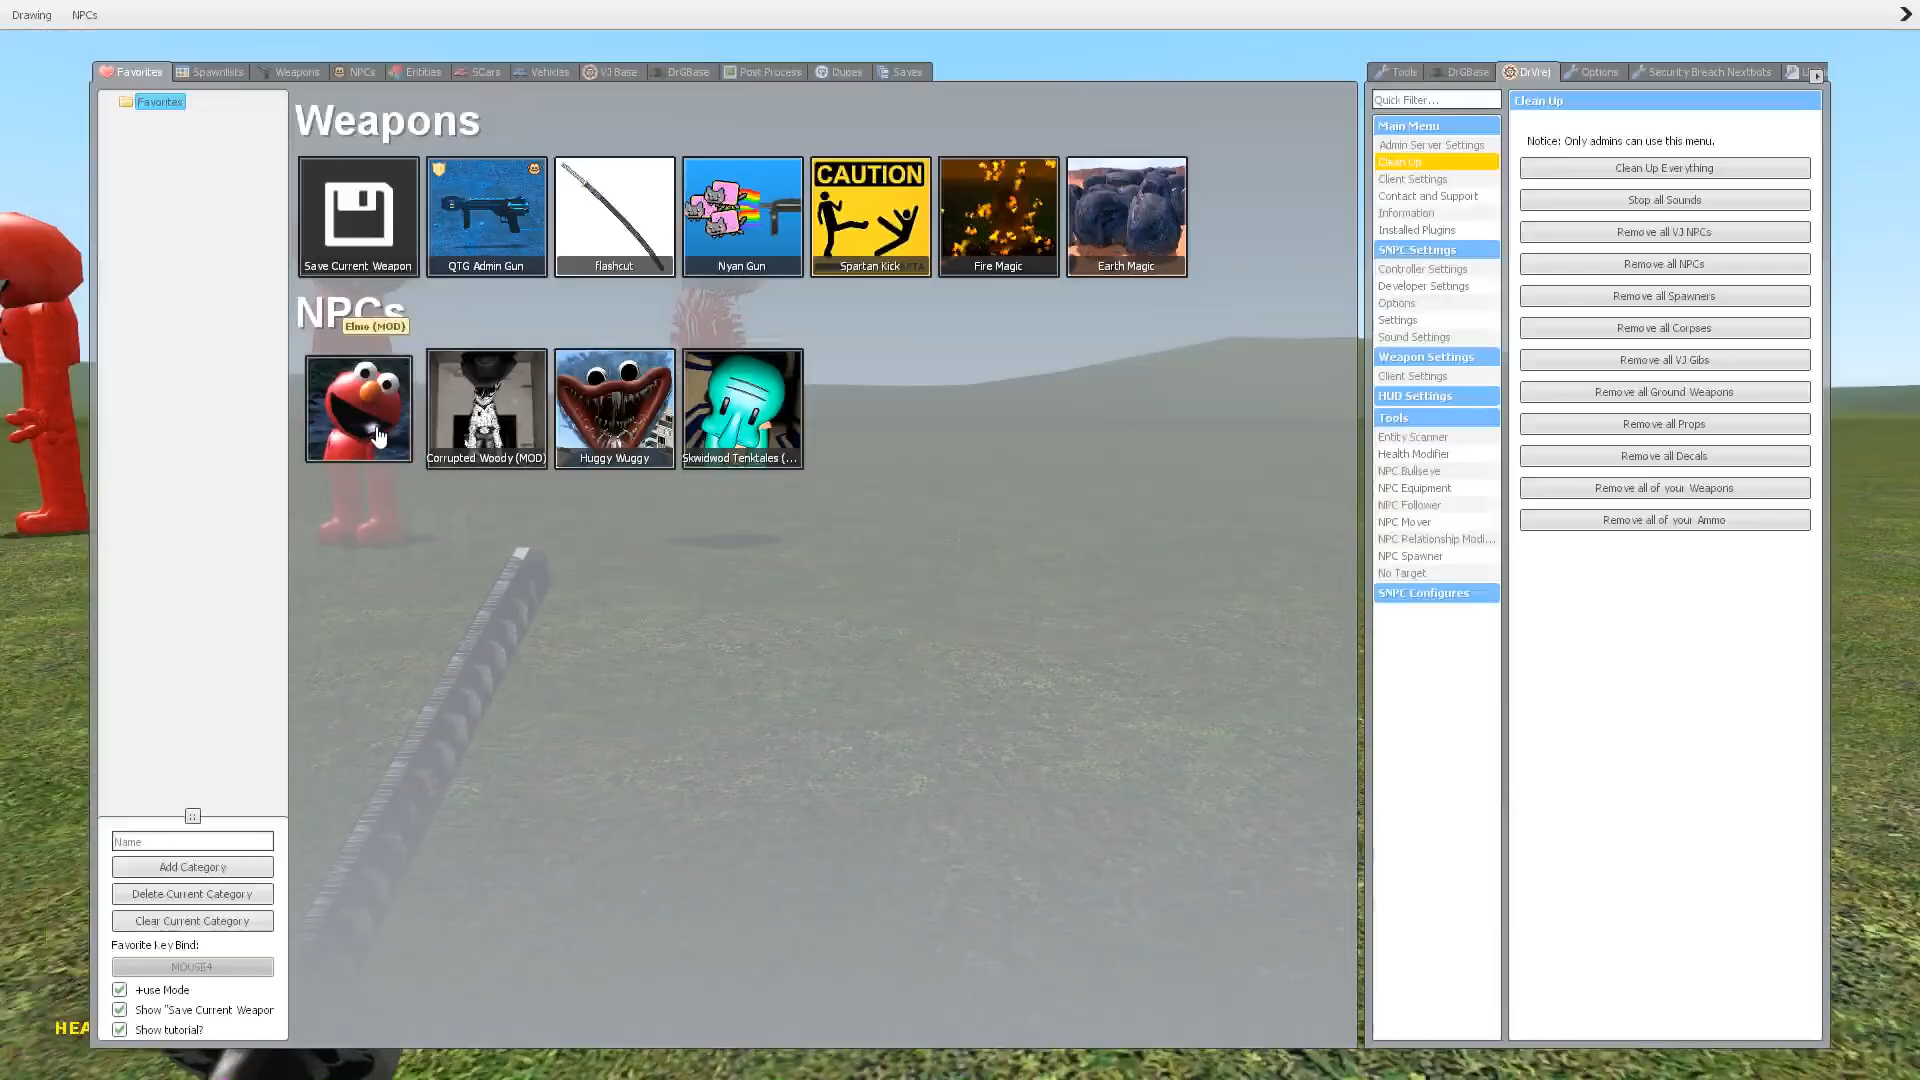 Drawing NPCs
Favorites Spawnlists Weapons NPCs Entities SCars Vehicles VJ Base DrGBase Post Process Dupes Saves
Favorites
Weapons
Save Current Weapon
QTG Admin Gun
flashcut
Nyan Gun
CAUTION
Spartan Kick
Fire Magic
Earth Magic
NPCs
Elmo (MOD)
Corrupted Woody (MOD)
Huggy Wuggy
Skwidwod Tenktales (...
Name
Add Category
Delete Current Category
Clear Current Category
Favorite Key Bind:
MOUSE4
+use Mode
Show "Save Current Weapor
Show tutorial?
HEA
Tools DrGBase DrVrej Options Security Breach Nextbots
Quick Filter...
Main Menu
Admin Server Settings
Clean Up
Client Settings
Contact and Support
Information
Installed Plugins
SNPC Settings
Controller Settings
Developer Settings
Options
Settings
Sound Settings
Weapon Settings
Client Settings
HUD Settings
Tools
Entity Scanner
Health Modifier
NPC Bullseye
NPC Equipment
NPC Follower
NPC Mover
NPC Relationship Modi...
NPC Spawner
No Target
SNPC Configures
Clean Up
Notice: Only admins can use this menu.
Clean Up Everything
Stop all Sounds
Remove all VJ NPCs
Remove all NPCs
Remove all Spawners
Remove all Corpses
Remove all VJ Gibs
Remove all Ground Weapons
Remove all Props
Remove all Decals
Remove all of your Weapons
Remove all of your Ammo